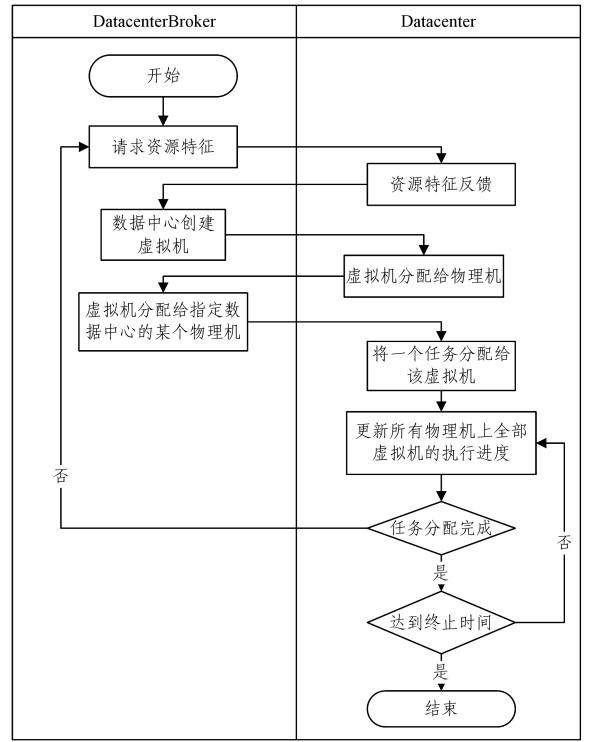 DatacenterBroker
Datacenter
开始
请求资源特征
资源特征反馈
数据中心创建
虚拟机
虚拟机分配给物理机
虚拟机分配给指定数
据中心的某个物理机
将一个任务分配给
该虚拟机
更新所有物理机上全部
虚拟机的执行进度
否
任务分配完成
否
是
达到终止时间
是
结束